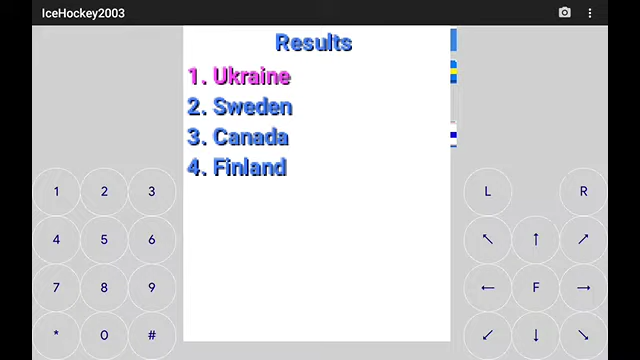 IceHockey2003
Results
1. Ukraine
2. Sweden
3. Canada
4. Finland
1 2 3 L R
4 5 6 ↖ ↑ ↗
7 8 9 ← F →
* 0 # ↙ ↓ ↘